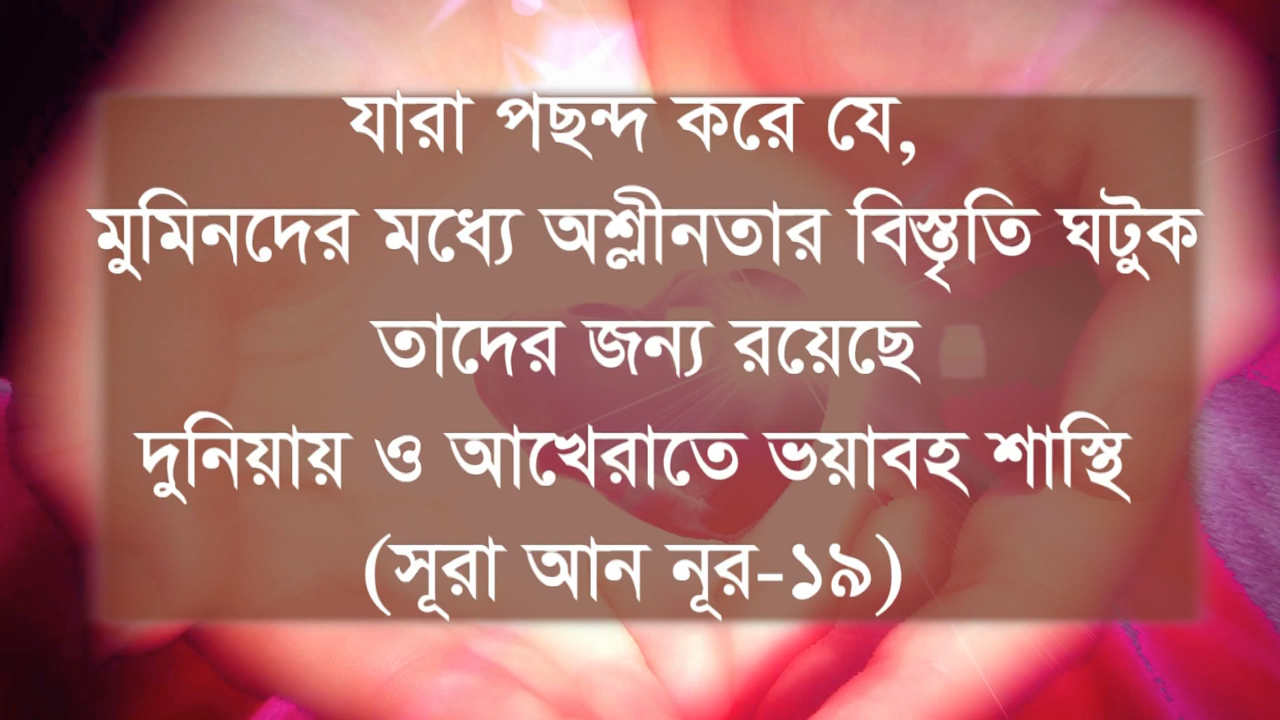 যারা পছন্দ করে যে,
মুমিনদের মধ্যে অশ্লীনতার বিস্তৃতি ঘটুক
তাদের জন্য রয়েছে
দুনিয়ায় ও আখেরাতে ভয়াবহ শাস্থি
(সূরা আন নূর-১৯)